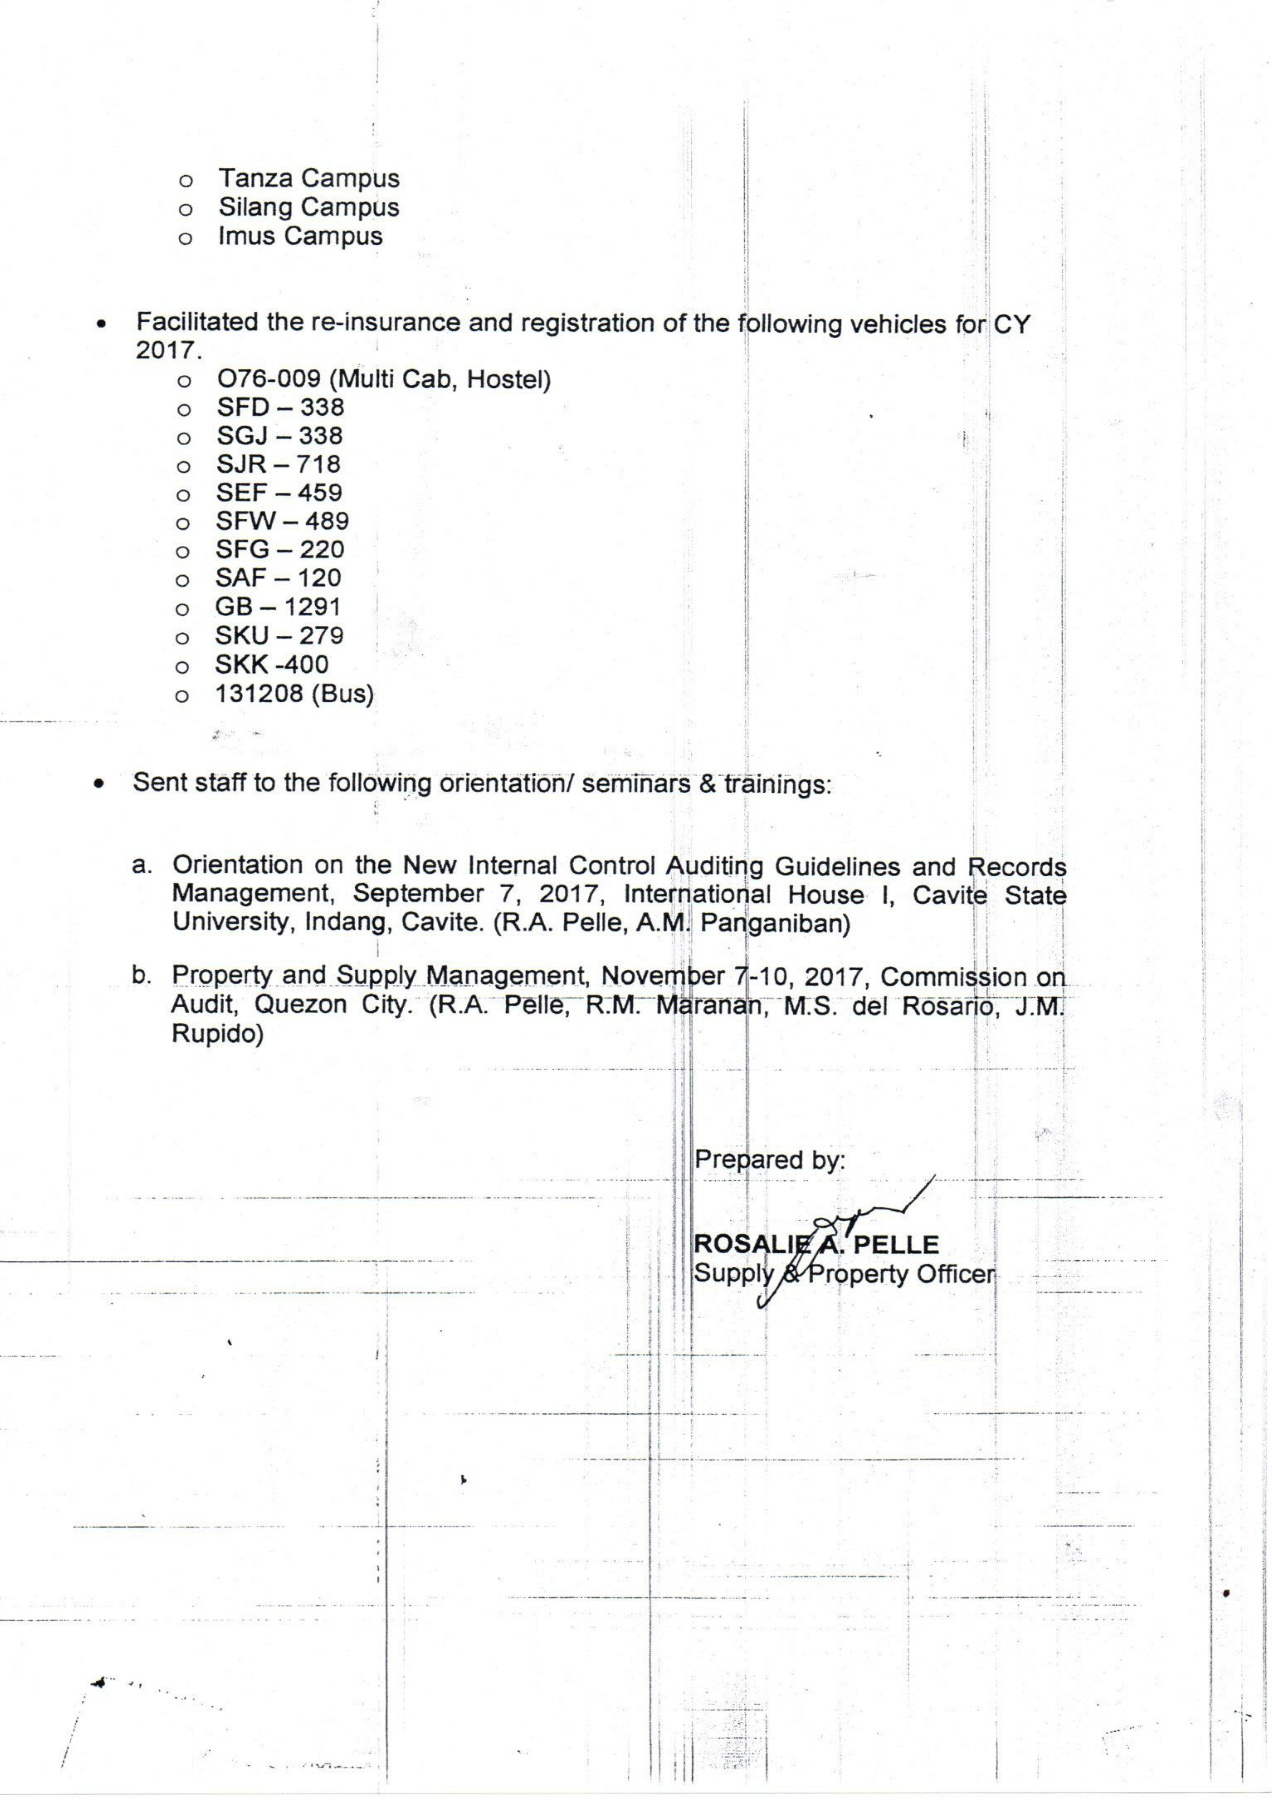 o Tanza Campus
o Silang Campus
o Imus Campus
• Facilitated the re-insurance and registration of the following vehicles for CY
2017.
o O76-009 (Multi Cab, Hostel)
o SFD – 338
o SGJ – 338
o SJR – 718
o SEF – 459
o SFW – 489
o SFG – 220
o SAF – 120
o GB – 1291
o SKU – 279
o SKK -400
o 131208 (Bus)
• Sent staff to the following orientation/ seminars & trainings:
a. Orientation on the New Internal Control Auditing Guidelines and Records
Management, September 7, 2017, International House I, Cavite State
University, Indang, Cavite. (R.A. Pelle, A.M. Panganiban)
b. Property and Supply Management, November 7-10, 2017, Commission on
Audit, Quezon City. (R.A. Pelle, R.M. Maranan, M.S. del Rosario, J.M.
Rupido)
Prepared by:
ROSALIE A. PELLE
Supply & Property Officer